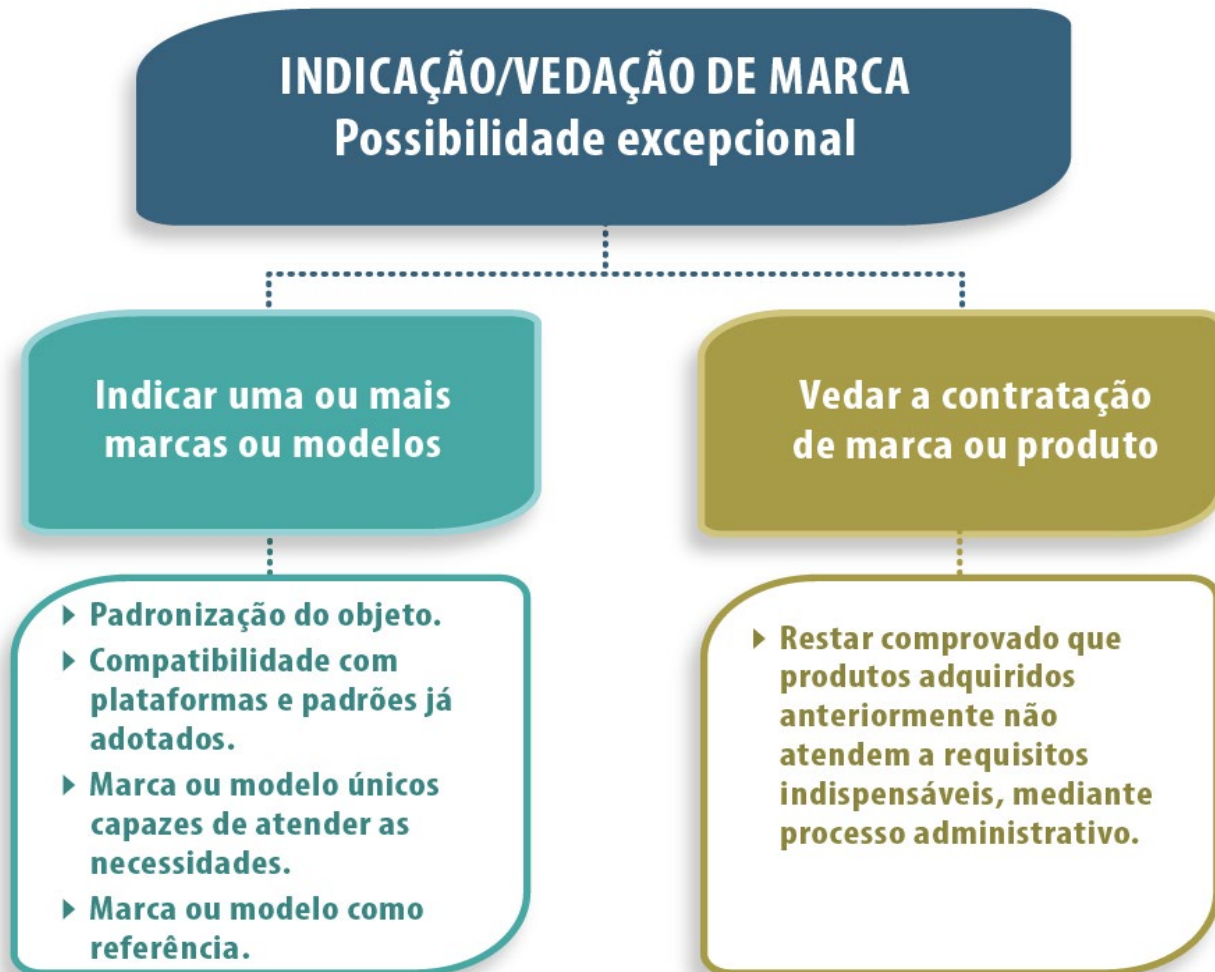 INDICAÇÃO/VEDAÇÃO DE MARCA
Possibilidade excepcional
Indicar uma ou mais
marcas ou modelos
Padronização do objeto.
Compatibilidade com
plataformas e padrões já
adotados.
Marca ou modelo únicos
capazes de atender as
necessidades.
Marca ou modelo como
referência.
Vedar a contratação
de marca ou produto
Restar comprovado que
produtos adquiridos
anteriormente não
atendem a requisitos
indispensáveis, mediante
processo administrativo.